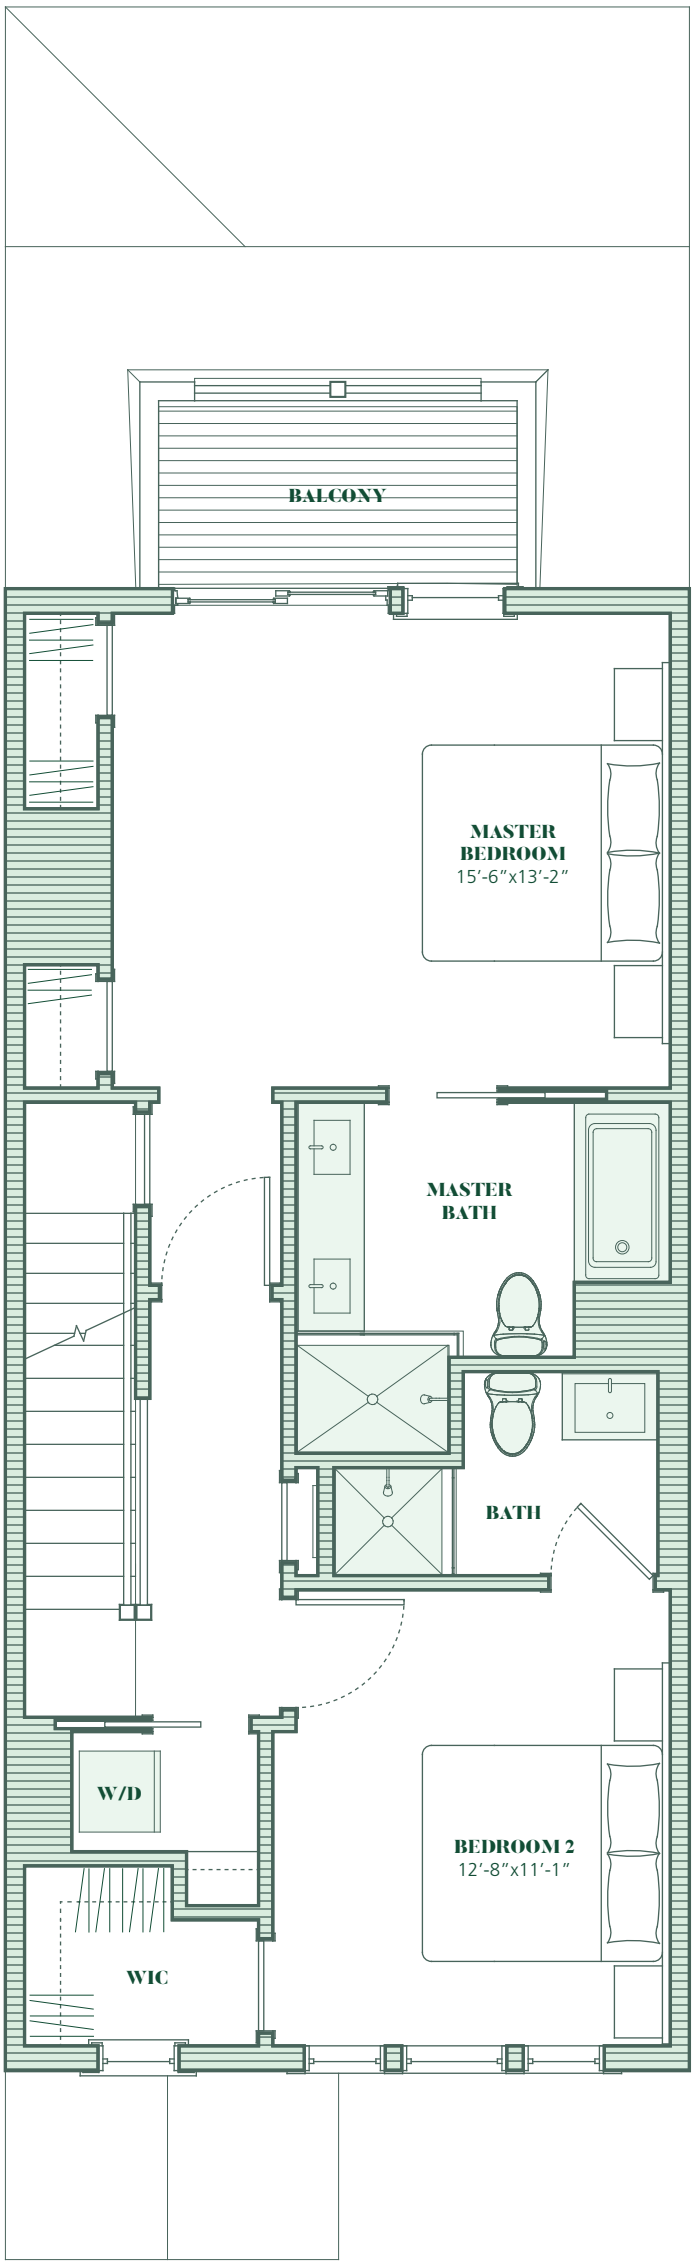 BALCONY
MASTER
BEDROOM
15’-6”x13’-2”
MASTER
BATH
BATH
W/D
BEDROOM 2
12’-8”x11’-1”
WIC